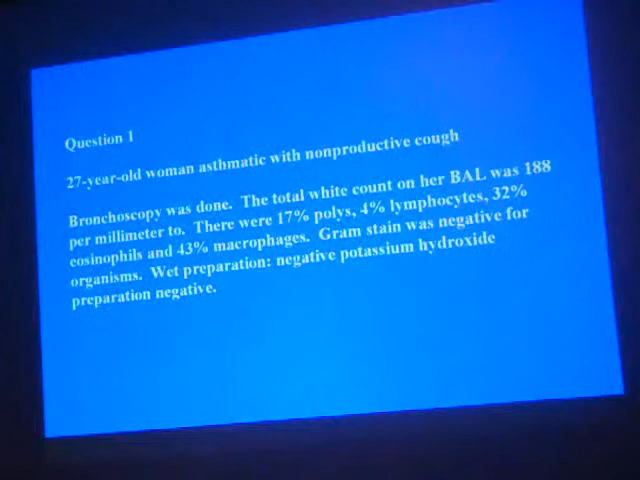 Question 1
27-year-old woman asthmatic with nonproductive cough
Bronchoscopy was done. The total white count on her BAL was 188
per millimeter to. There were 17% polys, 4% lymphocytes, 32%
eosinophils and 43% macrophages. Gram stain was negative for
organisms. Wet preparation: negative potassium hydroxide
preparation negative.